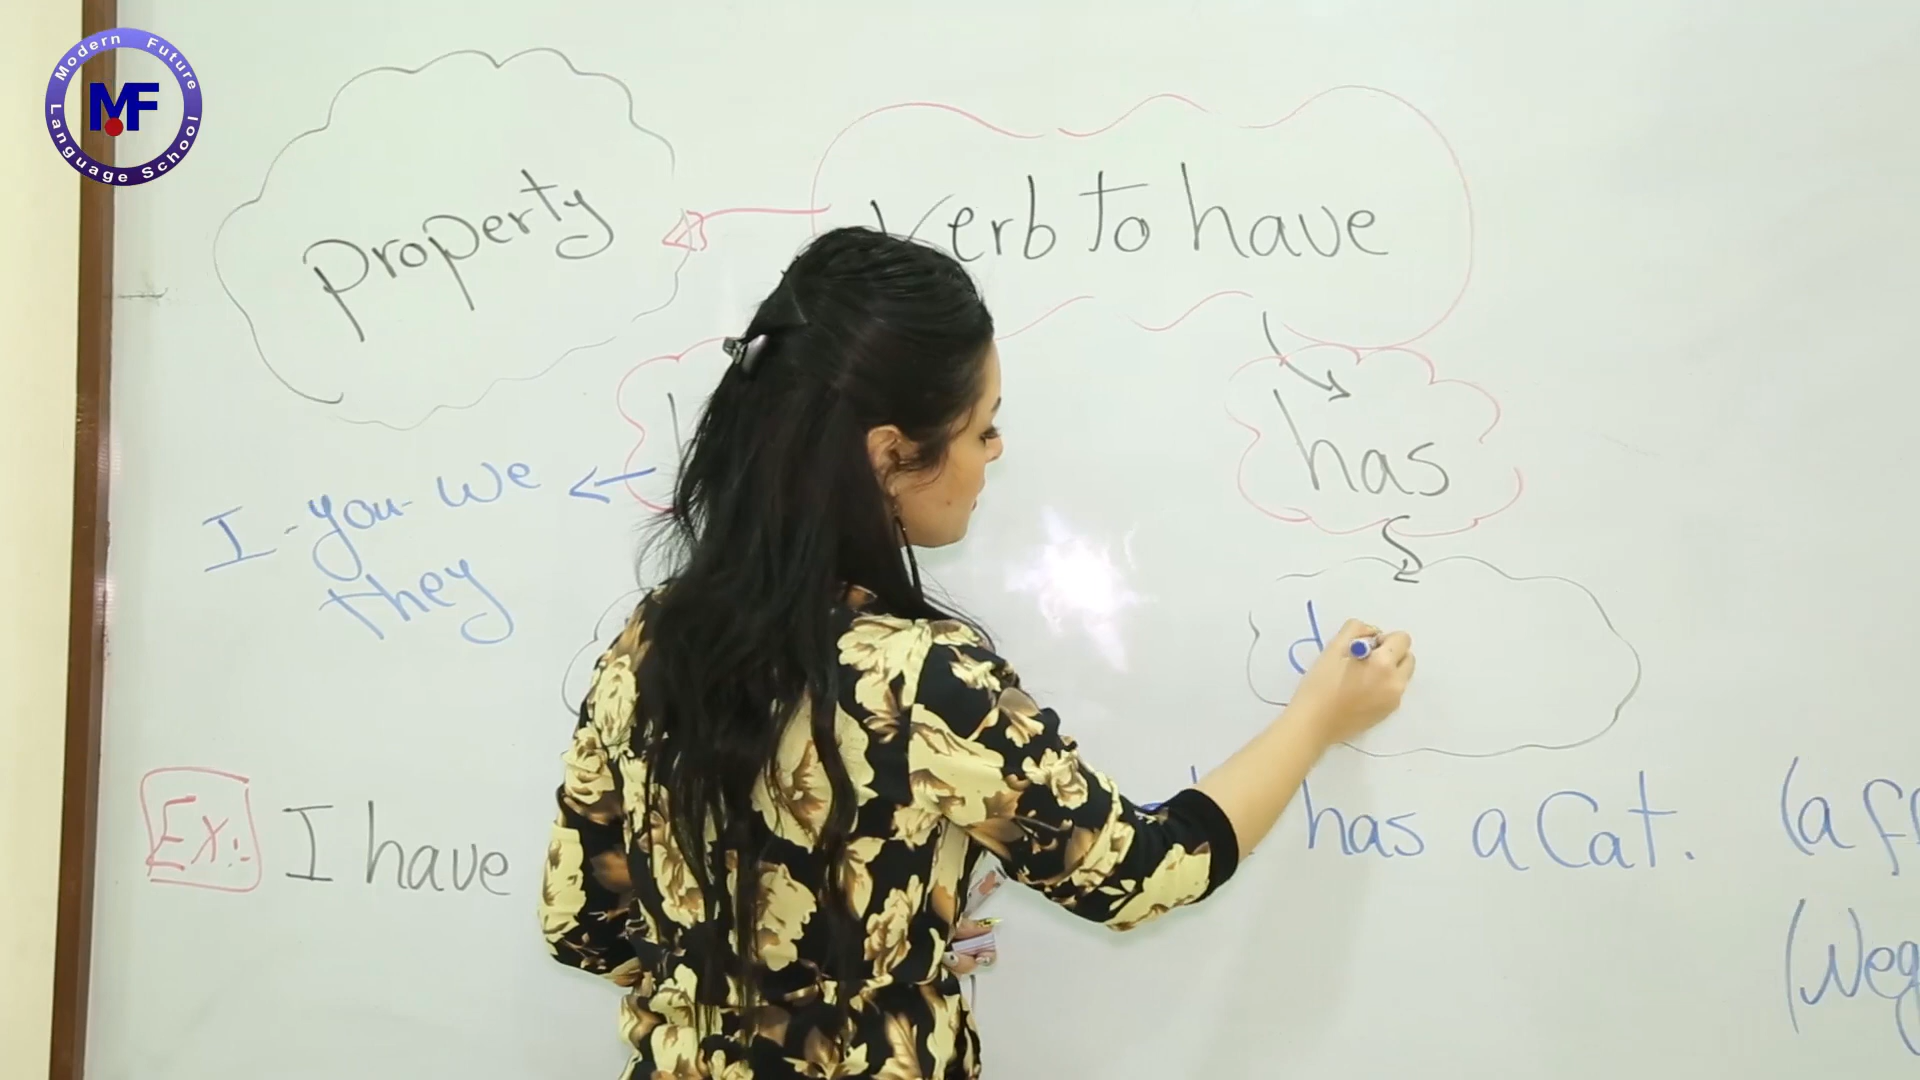 Modern Future
MF
Language School
property
verb to have
has
I - you - we
they
Ex:-
I have
has a Cat.